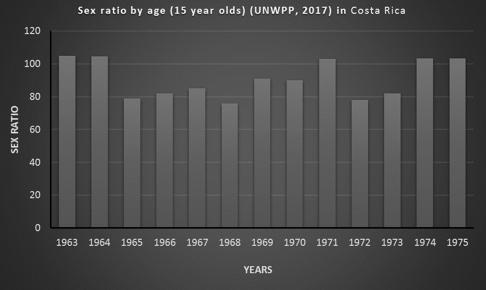 Sex ratio by age (15 year olds) (UNWPP, 2017) in Costa Rica
120
100
80
60
40
20
0
SEX RATIO
1963 1964 1965 1966 1967 1968 1969 1970 1971 1972 1973 1974 1975
YEARS